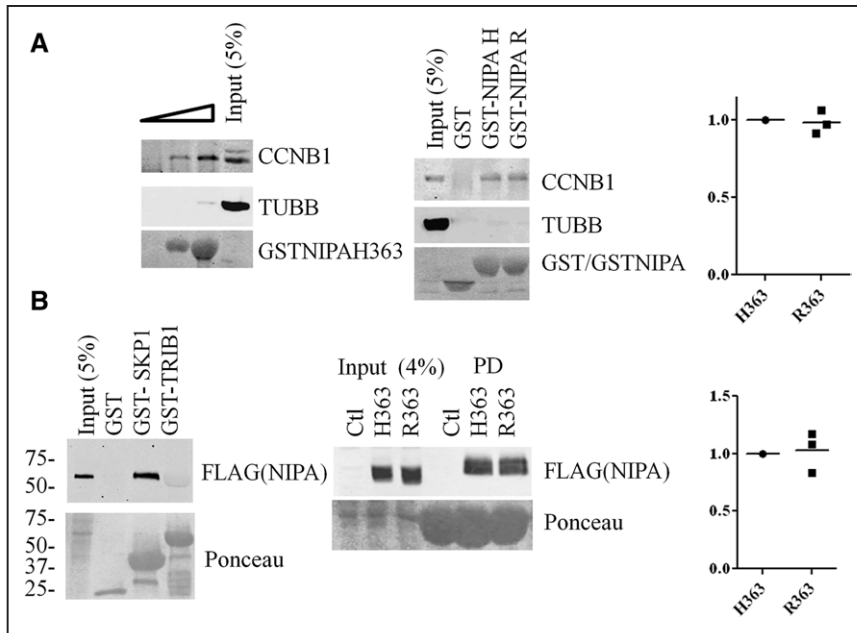 A
Input (5%)
CCNB1
TUBB
GSTNIPAH363
Input (5%)
GST
GST-NIPA H
GST-NIPA R
CCNB1
TUBB
GST/GSTNIPA
1.0
0.5
0.0
H363
R363
B
Input (5%)
GST
GST- SKP1
GST-TRIB1
75-
50-
FLAG(NIPA)
75-
50-
37-
25-
Ponceau
Input (4%) PD
Ctl
H363
R363
Ctl
H363
R363
FLAG(NIPA)
Ponceau
1.5
1.0
0.5
0.0
H363
R363